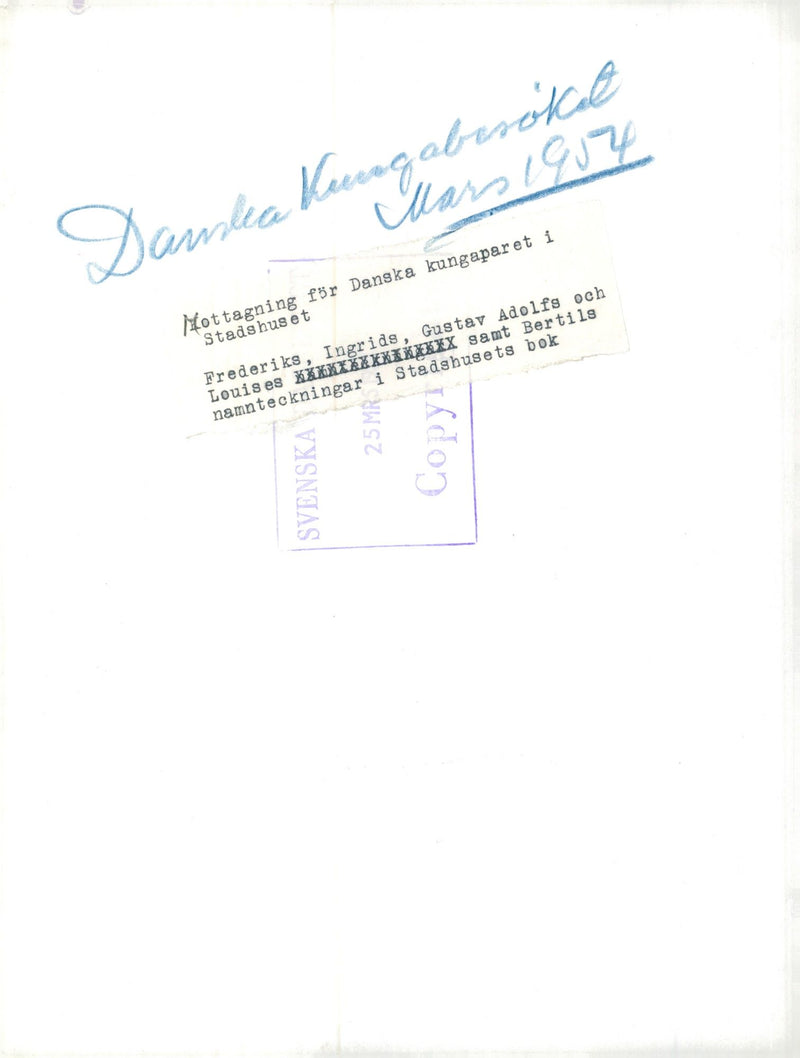 Danska Kungabesöket
Mars 1954
Mottagning för Danska kungaparet i
Stadshuset
Frederiks, Ingrids, Gustav Adolfs och
Louises XXXXXXXXXXXXXXX samt Bertils
namnteckningar i Stadshusets bok
SVENSKA
25 MR
Copyr